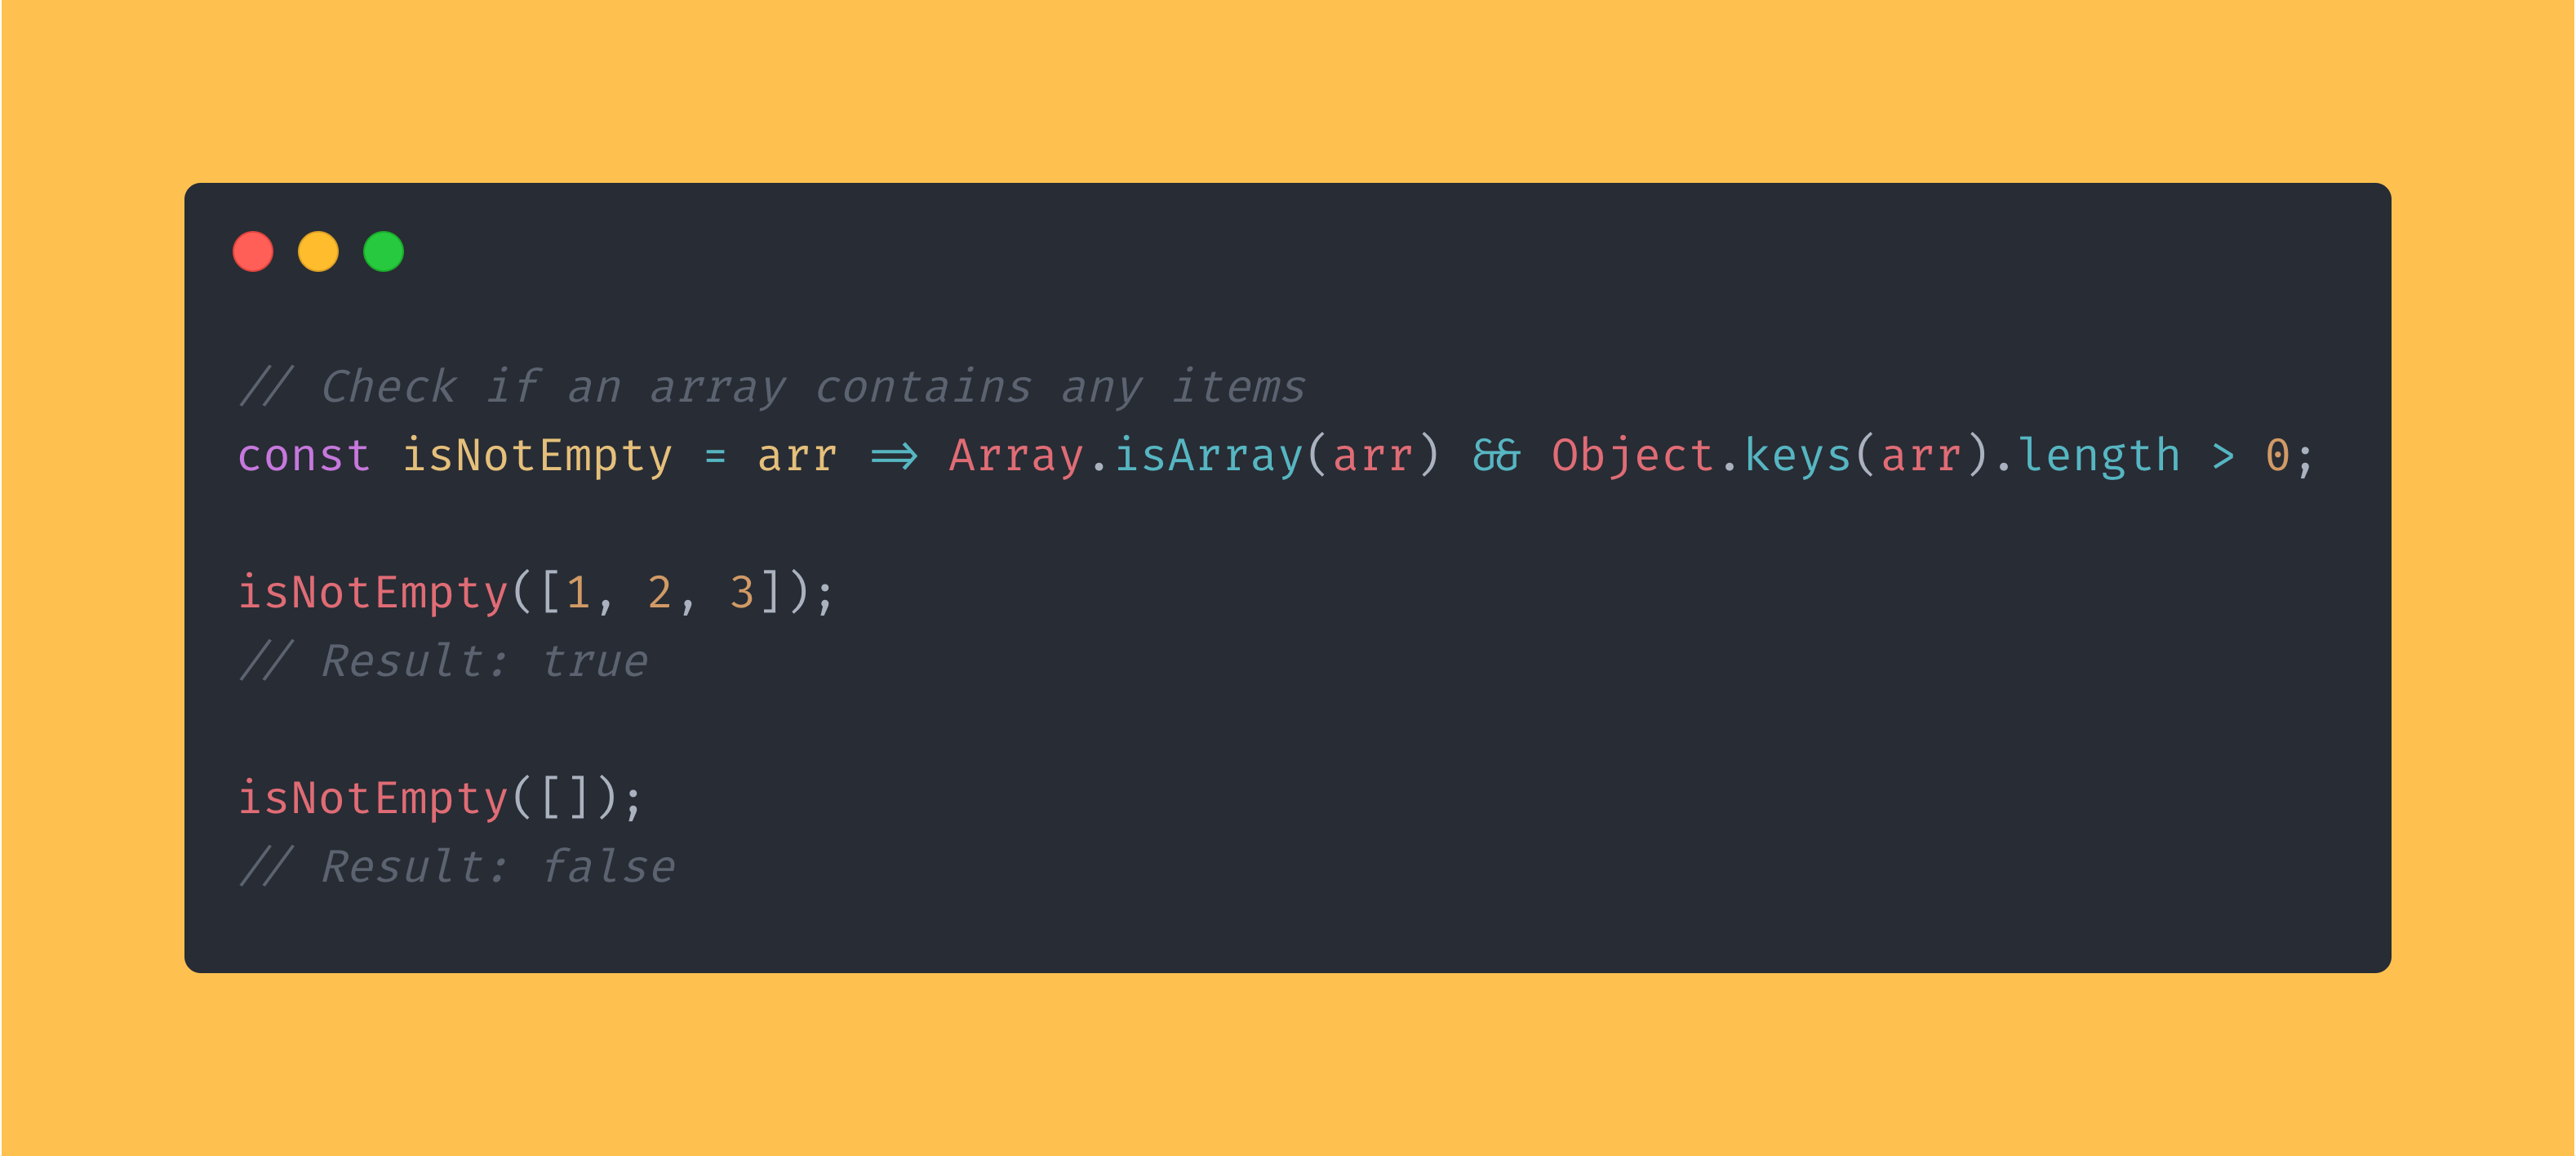 // Check if an array contains any items
const isNotEmpty = arr => Array.isArray(arr) && Object.keys(arr).length > 0;
isNotEmpty([1, 2, 3]);
// Result: true
isNotEmpty([]);
// Result: false